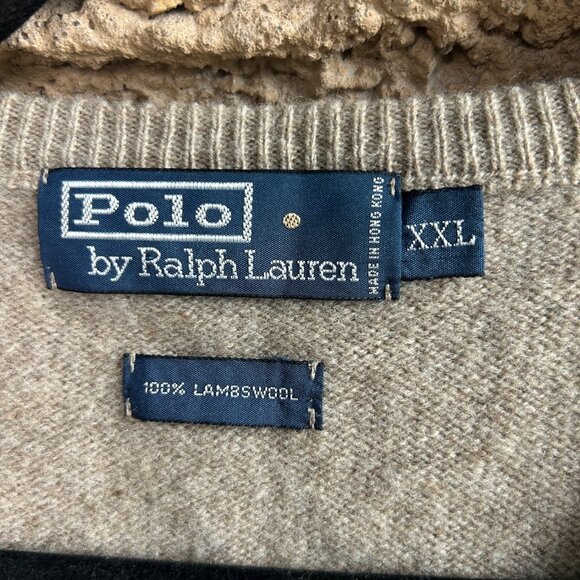 Polo
by Ralph Lauren
MADE IN HONG KONG
XXL
100% LAMBSWOOL